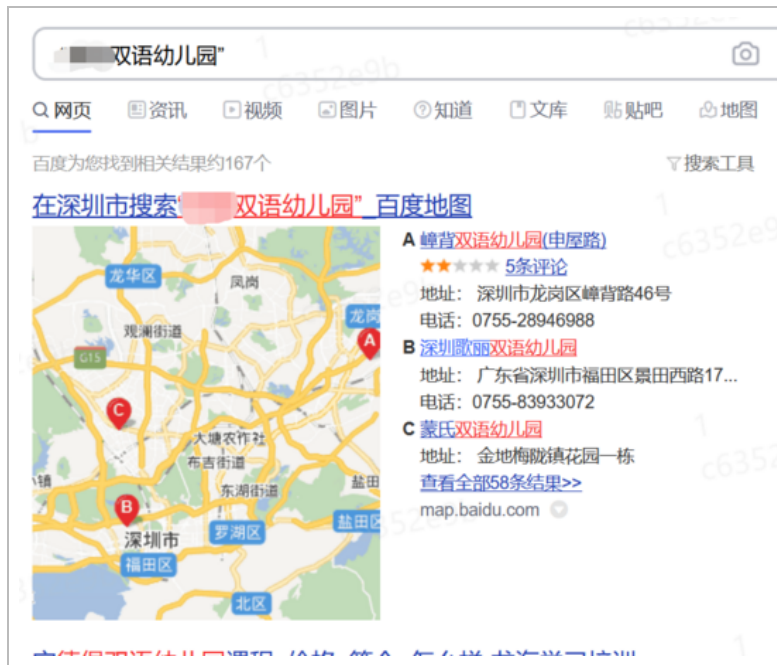 “双语幼儿园”
网页 资讯 视频 图片 知道 文库 贴吧 地图
百度为您找到相关结果约167个 搜索工具
在深圳市搜索“双语幼儿园”_百度地图
龙华区
凤岗
观澜街道
龙岗
G15
A
C
大塘农作社
布吉街道
东湖街道
盐田
B
深圳市
罗湖区
盐田区
福田区
北区
A 嶂背双语幼儿园(申屋路)
5条评论
地址： 深圳市龙岗区嶂背路46号
电话：0755-28946988
B 深圳歌丽双语幼儿园
地址： 广东省深圳市福田区景田西路17...
电话：0755-83933072
C 蒙氏双语幼儿园
地址： 金地梅陇镇花园一栋
查看全部58条结果>>
map.baidu.com
c6352e9b